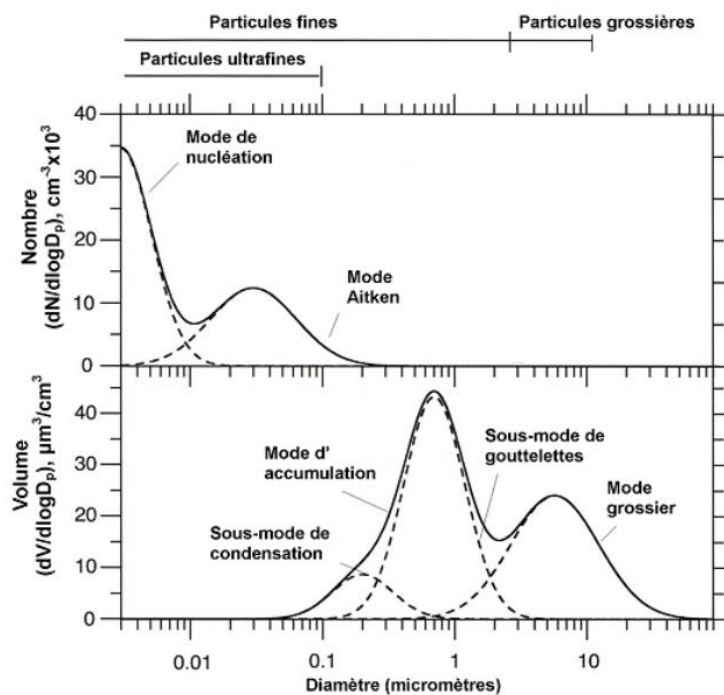 Particules fines
Particules grossières
Particules ultrafines
40
30
20
10
0
Nombre
(dN/dlogDp), cm-3x103
Mode de
nucléation
Mode
Aitken
40
30
20
10
0
Volume
(dV/dlogDp), µm3/cm3
Mode d'
accumulation
Sous-mode de
condensation
Sous-mode de
gouttelettes
Mode
grossier
0.01
0.1
1
10
Diamètre (micromètres)